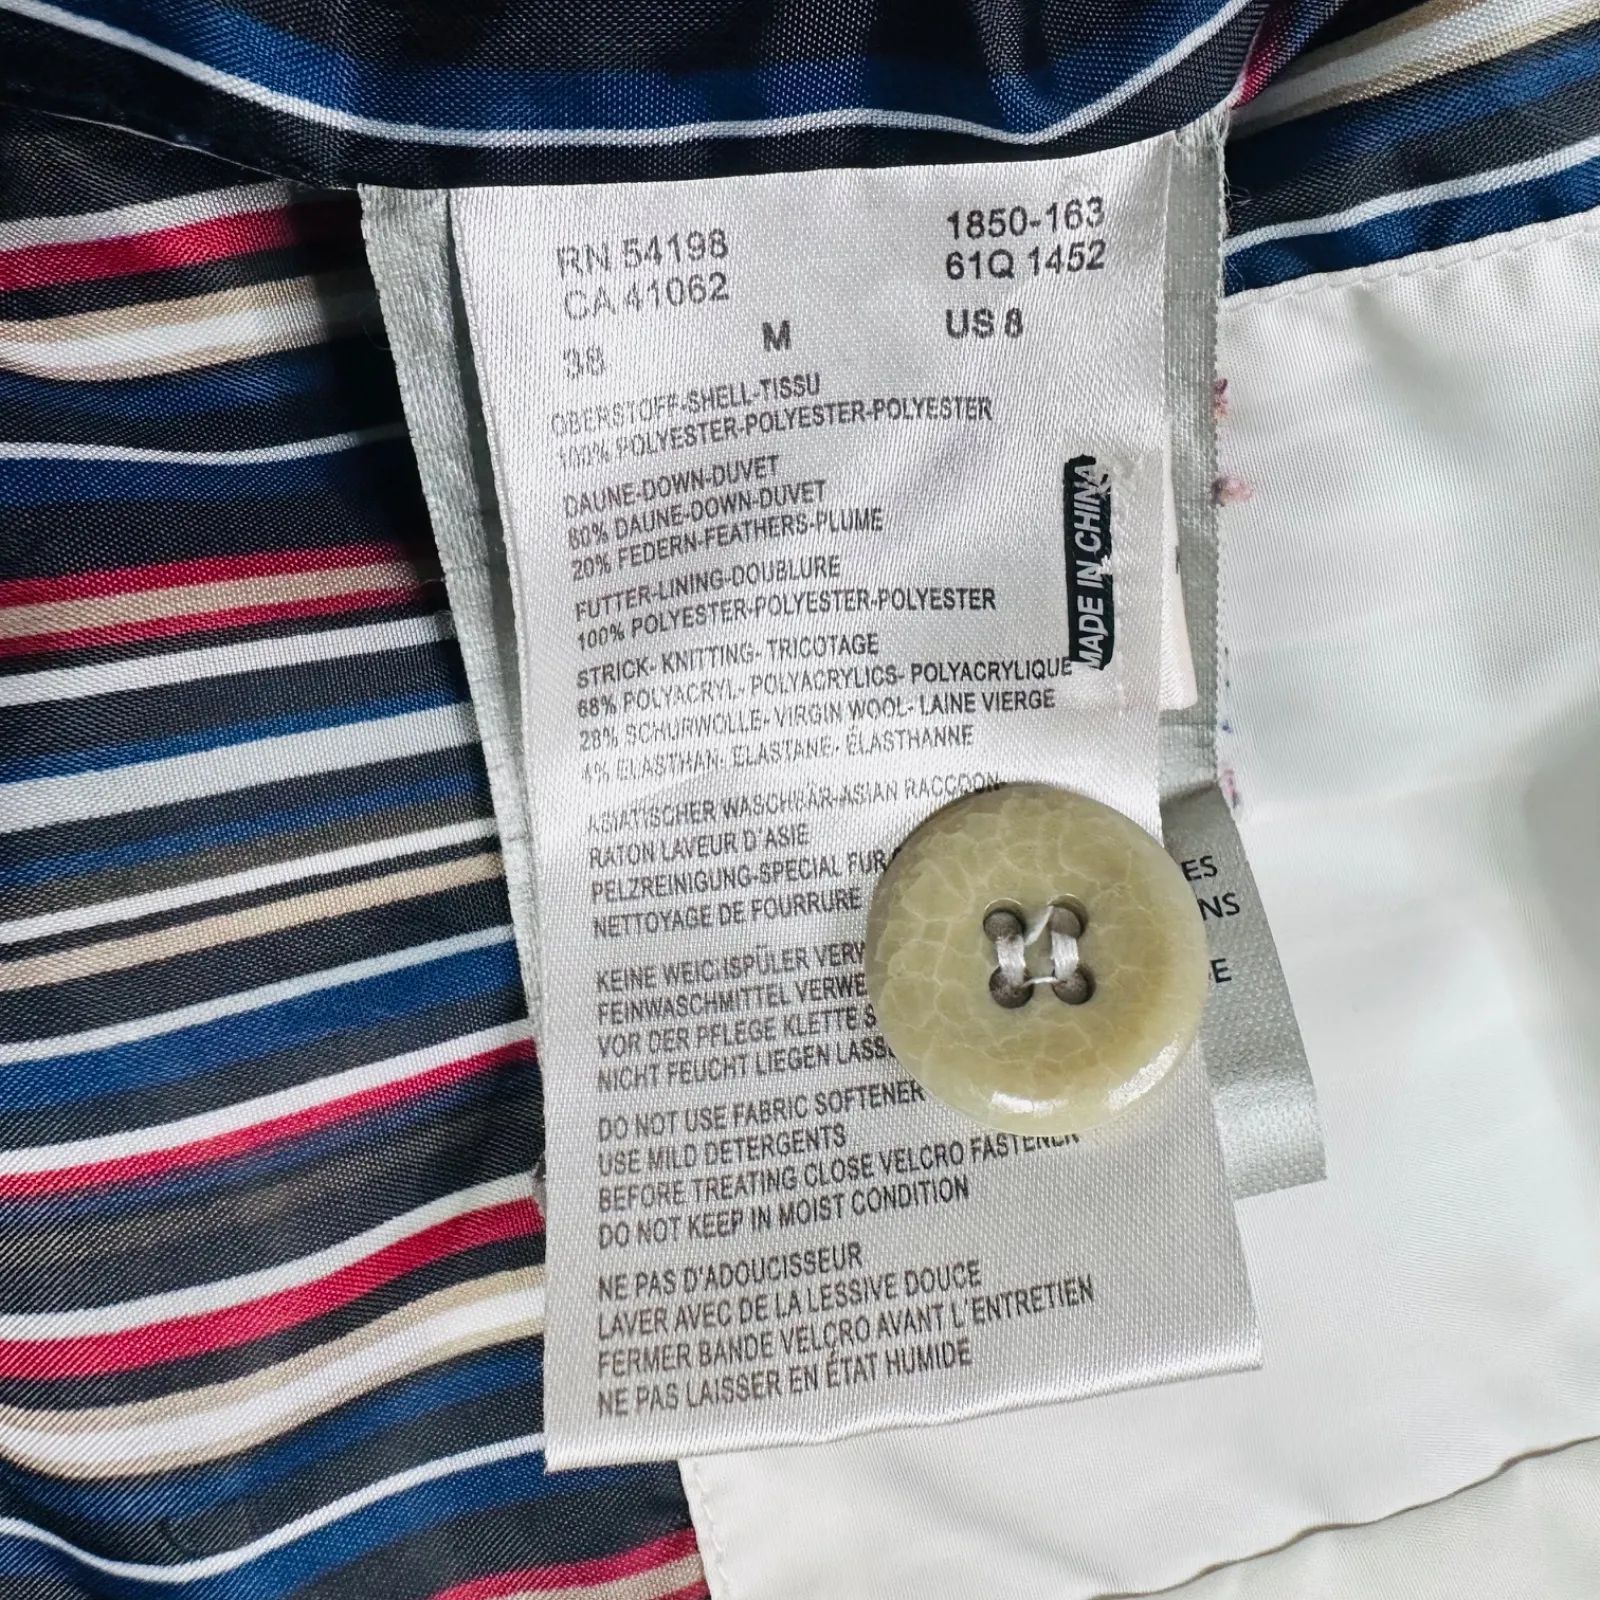 RN 54198
1850-163
CA 41062
61Q 1452
38
M
US 8
OBERSTOFF-SHELL-TISSU
100% POLYESTER-POLYESTER-POLYESTER
DAUNE-DOWN-DUVET
80% DAUNE-DOWN-DUVET
20% FEDERN-FEATHERS-PLUME
FUTTER-LINING-DOUBLURE
100% POLYESTER-POLYESTER-POLYESTER
STRICK- KNITTING- TRICOTAGE
68% POLYACRYL- POLYACRYLICS- POLYACRYLIQUE
28% SCHURWOLLE- VIRGIN WOOL- LAINE VIERGE
4% ELASTHAN- ELASTANE- ÉLASTHANNE
MADE IN CHINA
ASIATISCHER WASCHBÄR-ASIAN RACCOON-
RATON LAVEUR D'ASIE
PELZREINIGUNG-SPECIAL FUR
NETTOYAGE DE FOURRURE
KEINE WEICHSPÜLER
FEINWASCHMITTEL
VOR DER PFLEGE KLETTE
NICHT FEUCHT LIEGEN
DO NOT USE FABRIC SOFTENER
USE MILD DETERGENTS
BEFORE TREATING CLOSE VELCRO FASTENER
DO NOT KEEP IN MOIST CONDITION
NE PAS D'ADOUCISSEUR
LAVER AVEC DE LA LESSIVE DOUCE
FERMER BANDE VELCRO AVANT L'ENTRETIEN
NE PAS LAISSER EN ÉTAT HUMIDE